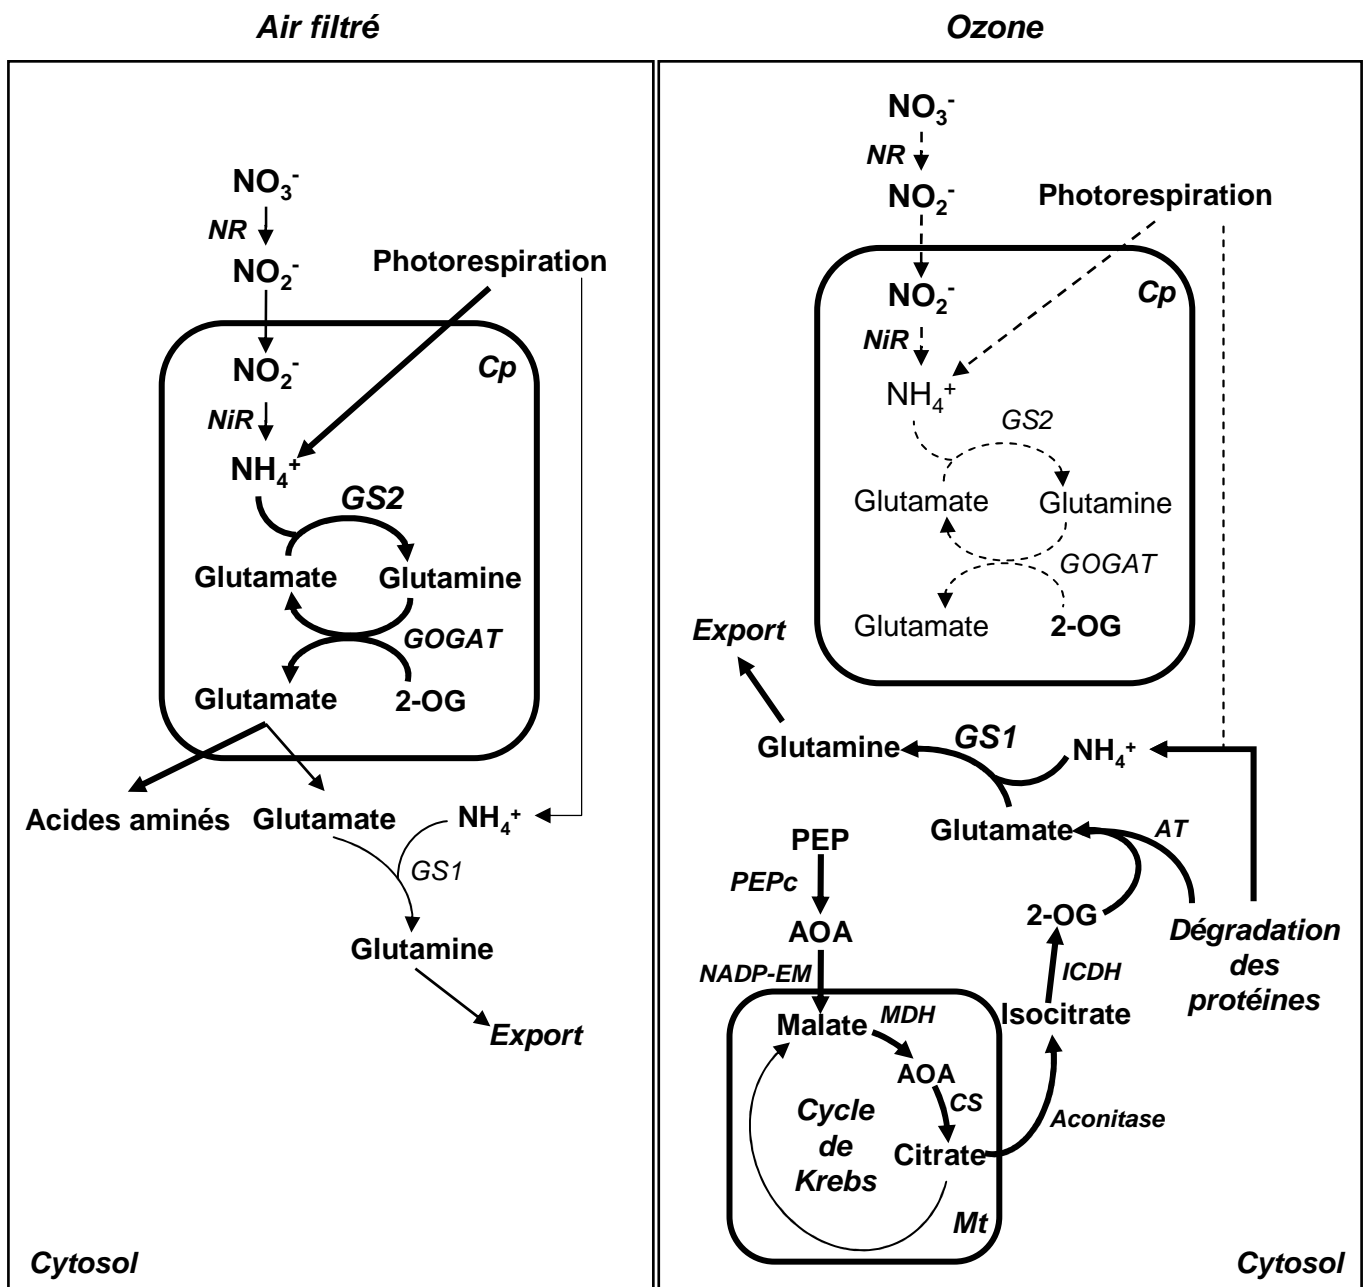 Air filtré
NO₃⁻
NR
NO₂⁻
Photorespiration
NO₂⁻
Cp
NiR
NH₄⁺
GS2
Glutamate
Glutamine
GOGAT
Glutamate
2-OG
Acides aminés
Glutamate
NH₄⁺
GS1
Glutamine
Export
Cytosol
Ozone
NO₃⁻
NR
NO₂⁻
Photorespiration
NO₂⁻
Cp
NiR
NH₄⁺
GS2
Glutamate
Glutamine
GOGAT
Glutamate
2-OG
Export
Glutamine
GS1
NH₄⁺
Glutamate
AT
PEP
PEPc
AOA
2-OG
Dégradation
des
protéines
NADP-EM
ICDH
Isocitrate
Malate
MDH
AOA
CS
Cycle
de
Krebs
Citrate
Aconitase
Mt
Cytosol